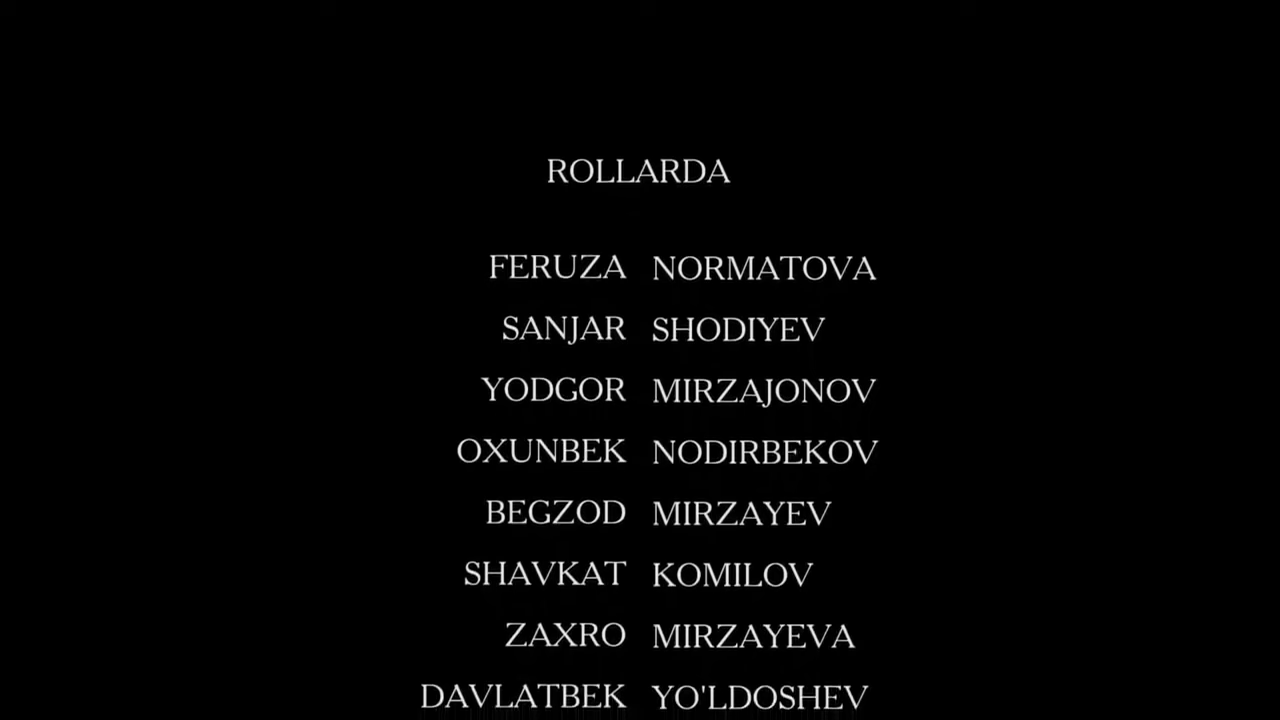 ROLLARDA
FERUZA NORMATOVA
SANJAR SHODIYEV
YODGOR MIRZAJONOV
OXUNBEK NODIRBEKOV
BEGZOD MIRZAYEV
SHAVKAT KOMILOV
ZAXRO MIRZAYEVA
DAVLATBEK YO'LDOSHEV